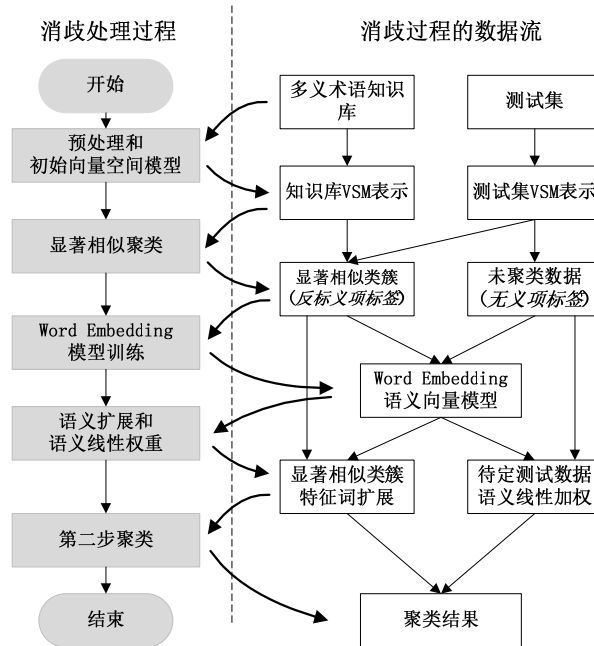 消歧处理过程
消歧过程的数据流
开始
多义术语知识
库
测试集
预处理和
初始向量空间模型
知识库VSM表示
测试集VSM表示
显著相似聚类
显著相似类簇
(反标义项标签)
未聚类数据
(无义项标签)
Word Embedding
模型训练
Word Embedding
语义向量模型
语义扩展和
语义线性权重
显著相似类簇
特征词扩展
待定测试数据
语义线性加权
第二步聚类
结束
聚类结果